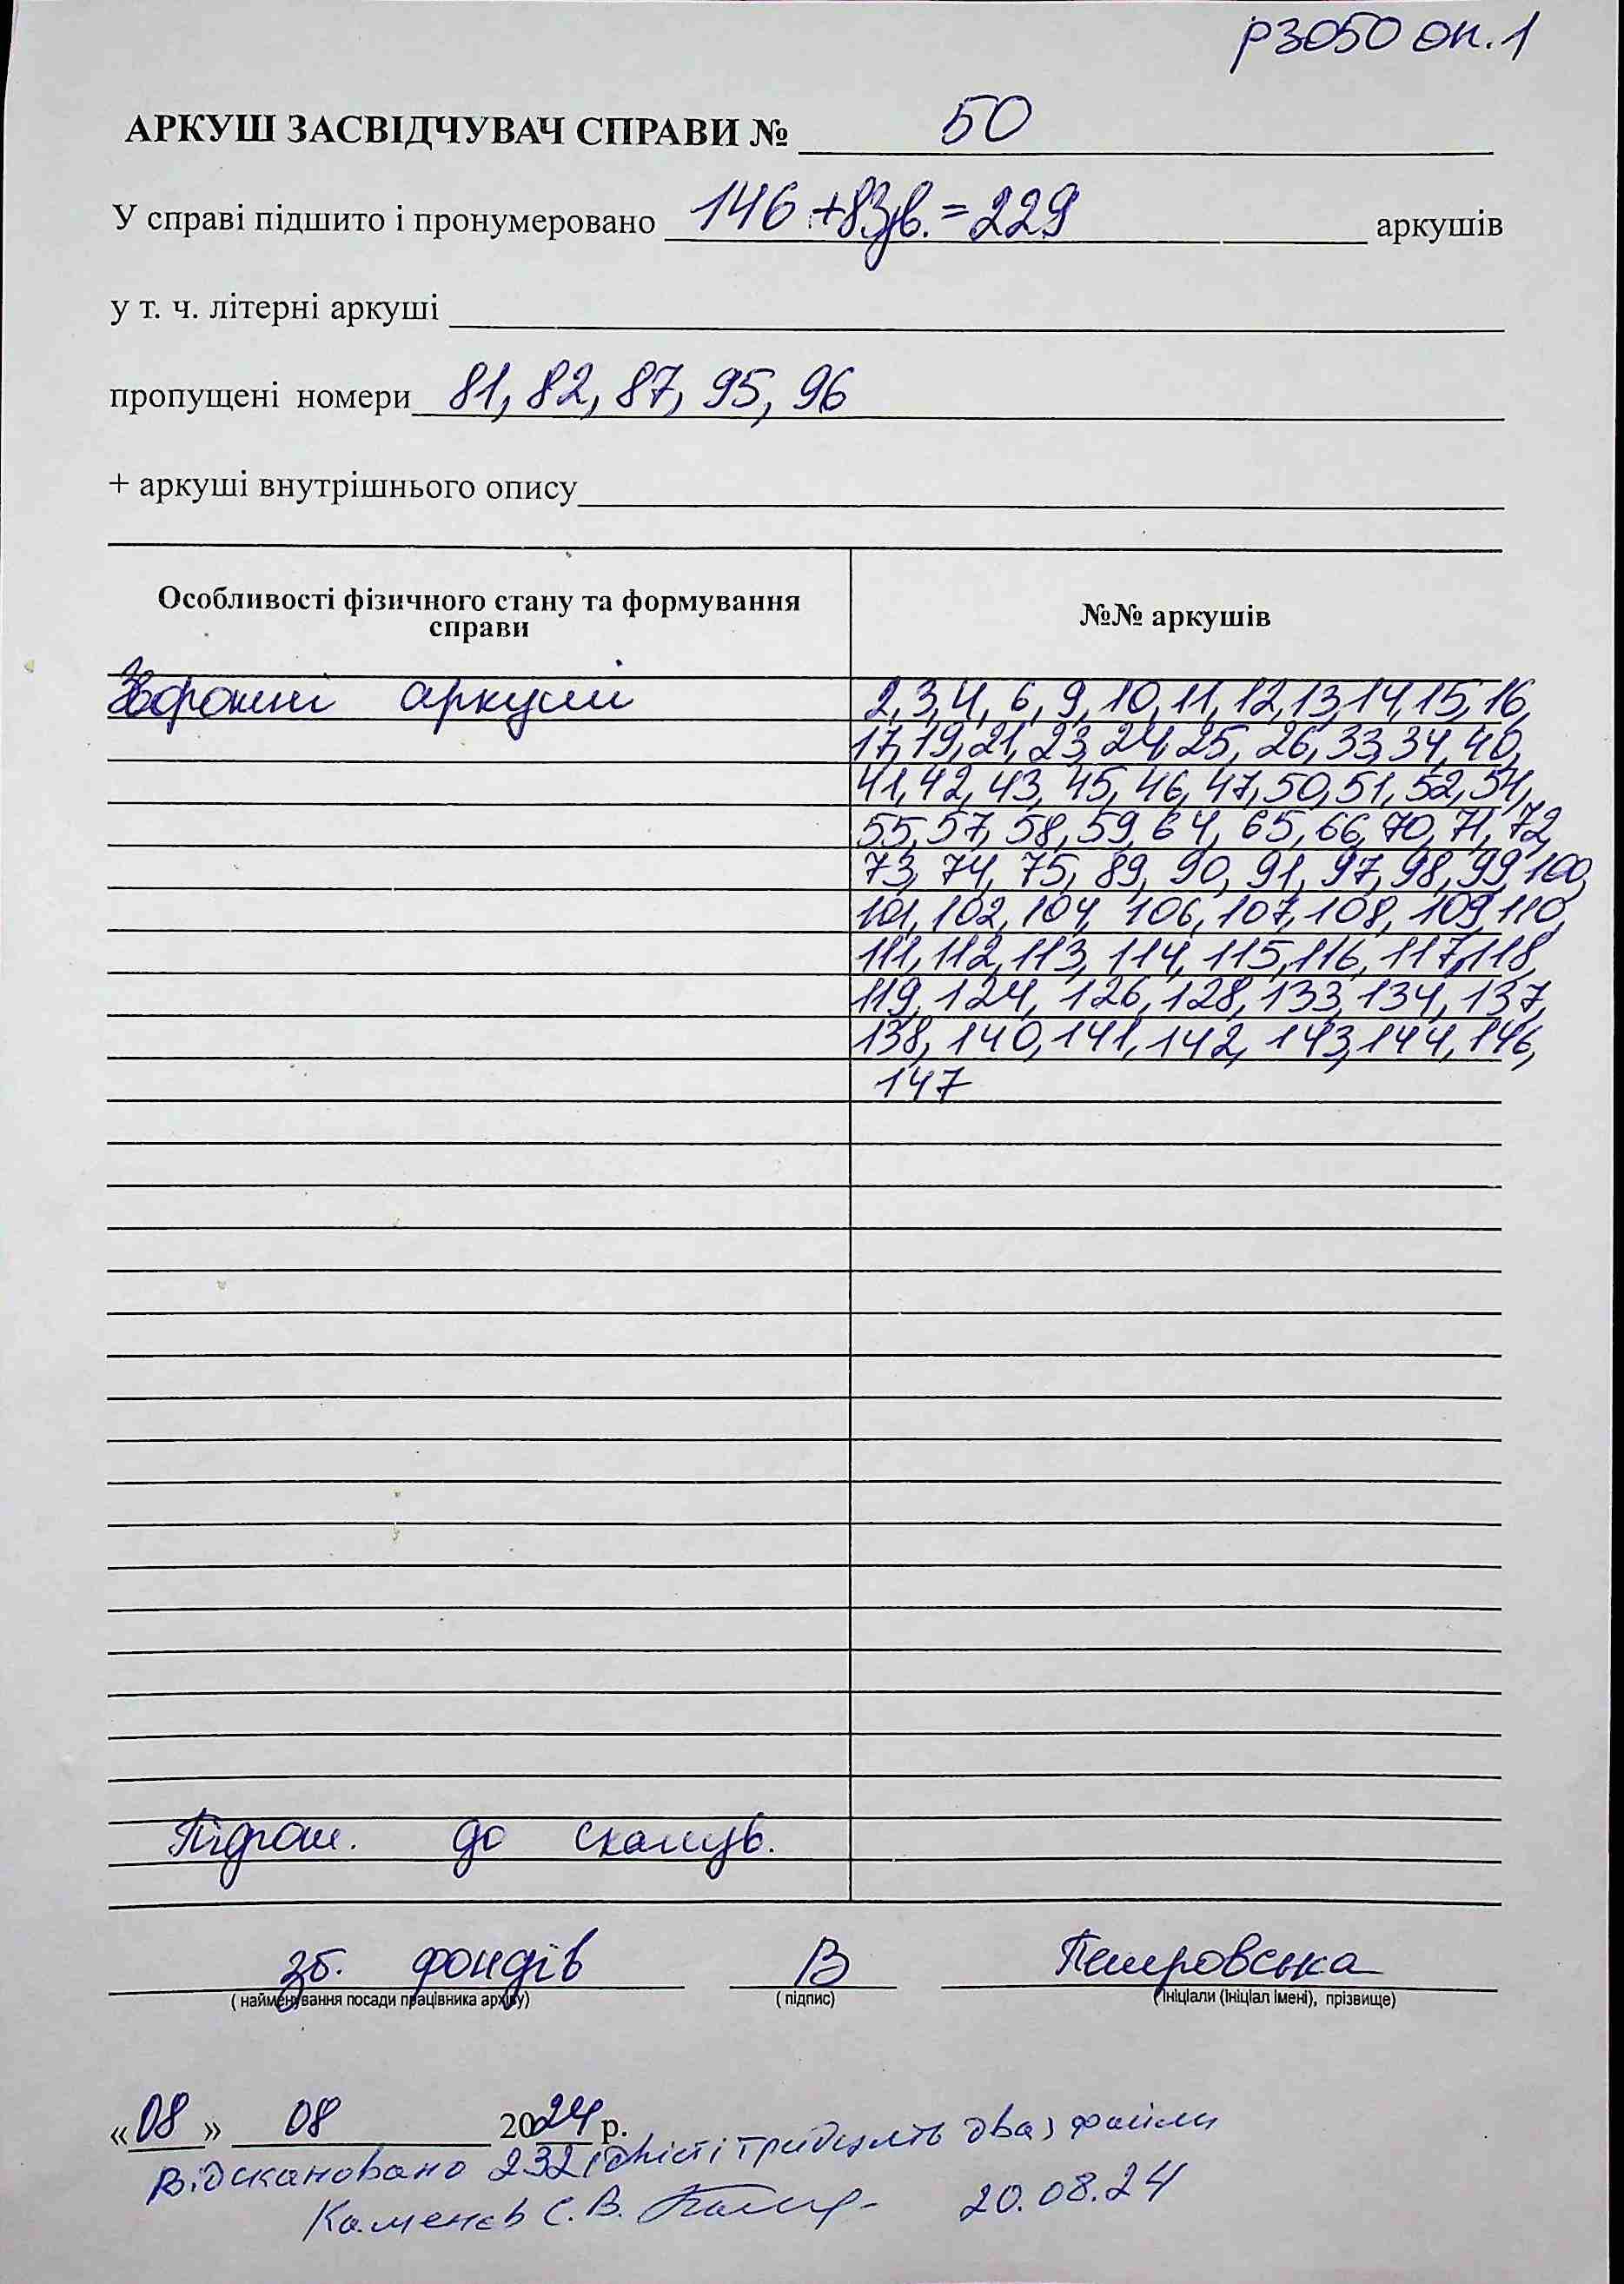 р3050 оп.1
АРКУШ ЗАСВІДЧУВАЧ СПРАВИ № 50
У справі підшито і пронумеровано 146 + 83зв. = 229 аркушів
у т. ч. літерні аркуші
пропущені номери 81, 82, 87, 95, 96
+ аркуші внутрішнього опису
Особливості фізичного стану та формування справи
№№ аркушів
Зворотні аркуші
2, 3, 4, 6, 9, 10, 11, 12, 13, 14, 15, 16,
17, 19, 21, 23, 24, 25, 26, 33, 34, 40,
41, 42, 43, 45, 46, 47, 50, 51, 52, 54,
55, 57, 58, 59, 64, 65, 66, 70, 71, 72,
73, 74, 75, 89, 90, 91, 97, 98, 99, 100,
101, 102, 104, 106, 107, 108, 109, 110,
111, 112, 113, 114, 115, 116, 117, 118,
119, 124, 126, 128, 133, 134, 137,
138, 140, 141, 142, 143, 144, 146,
147
Підгот. до сканув.
зб. фондів В Петровська
( найменування посади працівника архіву) ( підпис) ( ініціали (ініціал імені), прізвище)
«08» 08 2024 р.
Відскановано 232 (двісті тридцять два) файли
Каменєв С.В. 20.08.24